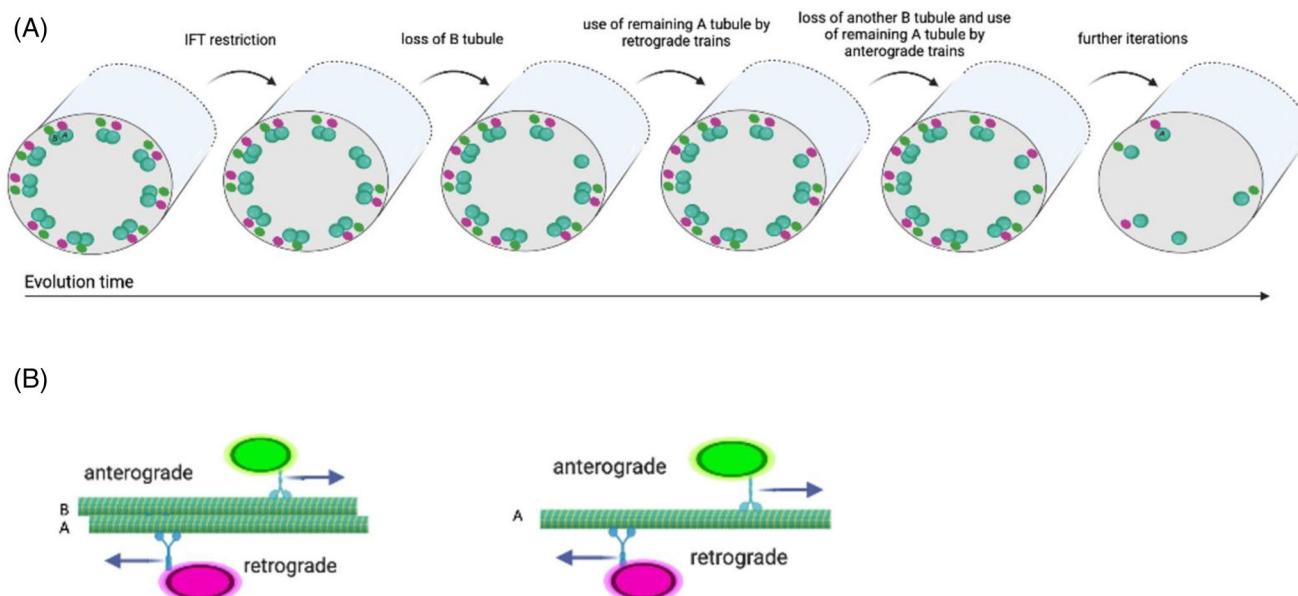 (A)
IFT restriction
loss of B tubule
use of remaining A tubule by
retrograde trains
loss of another B tubule and use
of remaining A tubule by
anterograde trains
further iterations
B A
A
Evolution time
(B)
anterograde
B
A
retrograde
anterograde
A
retrograde